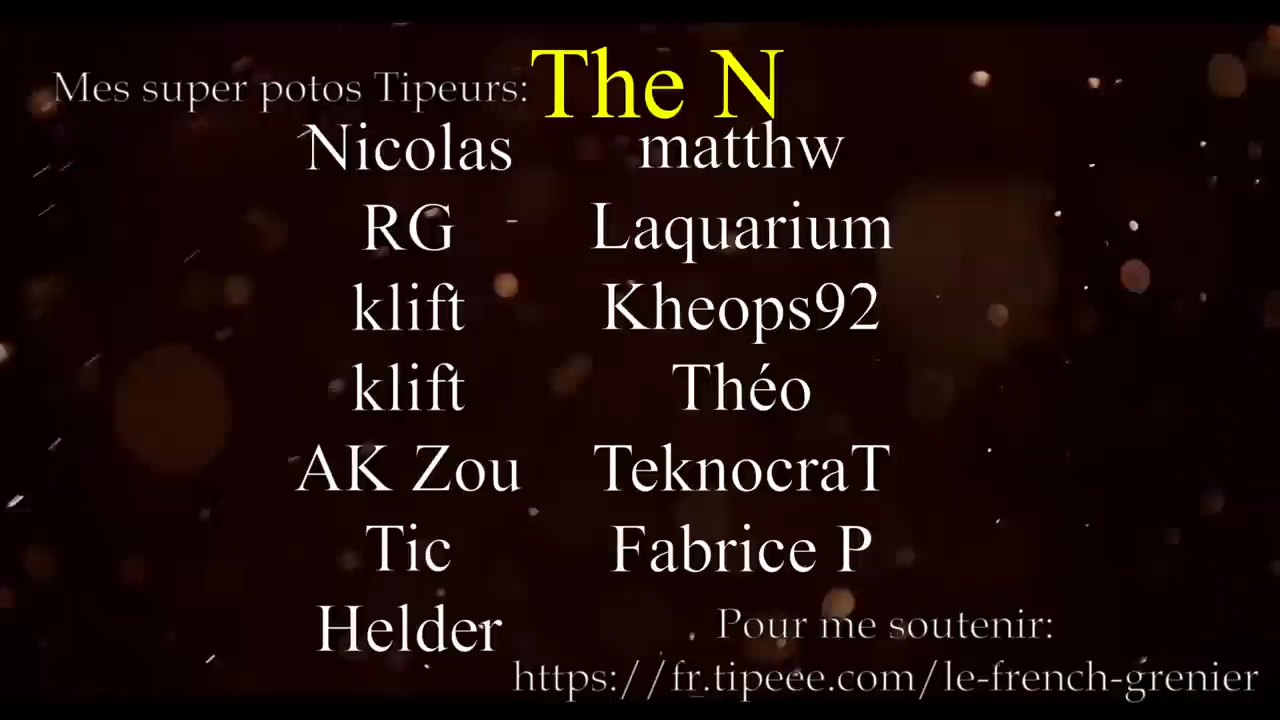 Mes super potos Tipeurs: The N
Nicolas matthw
RG Laquarium
klift Kheops92
klift Théo
AK Zou TeknocraT
Tic Fabrice P
Helder
Pour me soutenir:
https://fr.tipeee.com/le-french-grenier